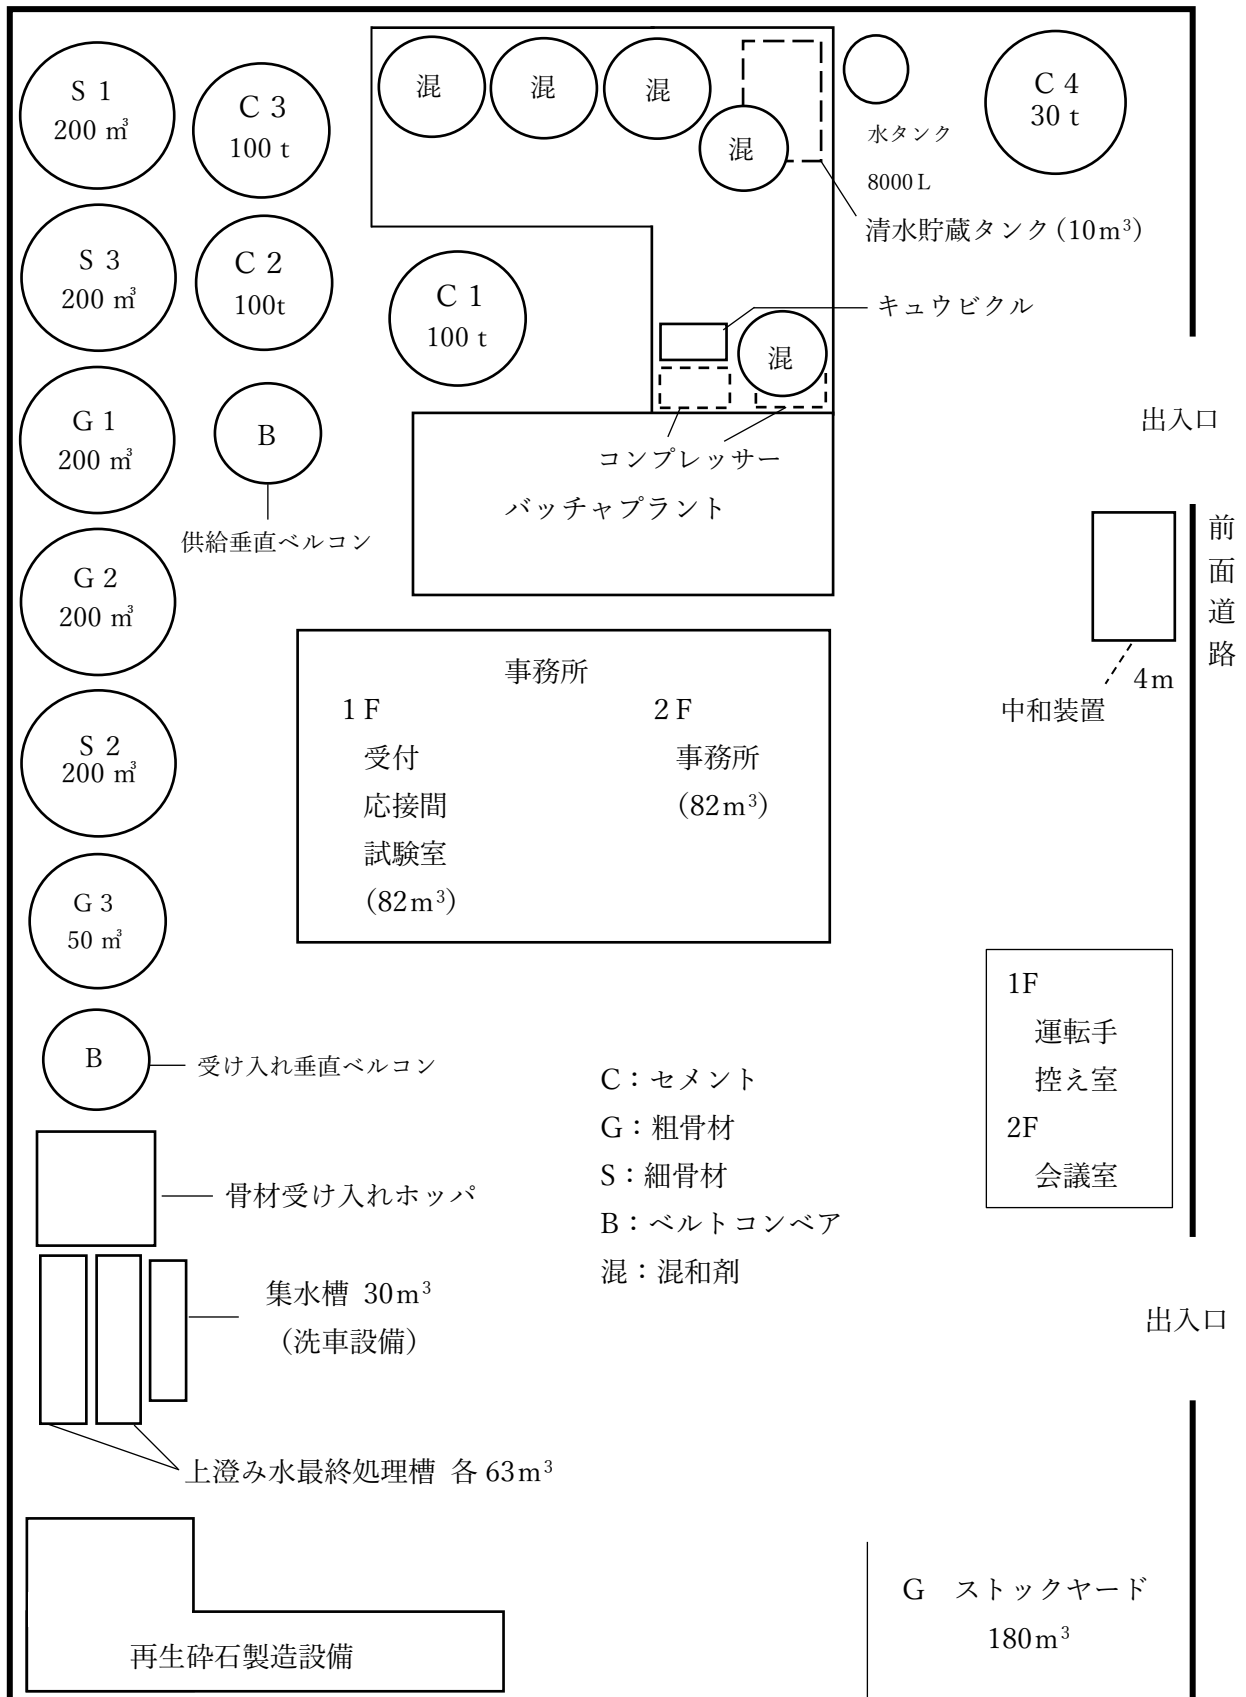 S 1
200 ㎥
C 3
100 t
混
混
混
混
水タンク
8000L
C 4
30 t
清水貯蔵タンク(10m³)
S 3
200 ㎥
C 2
100t
C 1
100 t
キュウビクル
混
コンプレッサー
バッチャプラント
出入口
G 1
200 ㎥
B
供給垂直ベルコン
G 2
200 ㎥
前面道路
4m
中和装置
事務所
1F
受付
応接間
試験室
(82m³)
2F
事務所
(82m³)
S 2
200 ㎥
G 3
50 ㎥
B
受け入れ垂直ベルコン
骨材受け入れホッパ
C:セメント
G:粗骨材
S:細骨材
B:ベルトコンベア
混:混和剤
1F
運転手
控え室
2F
会議室
集水槽 30m³
(洗車設備)
出入口
上澄み水最終処理槽 各63m³
再生砕石製造設備
G ストックヤード
180m³